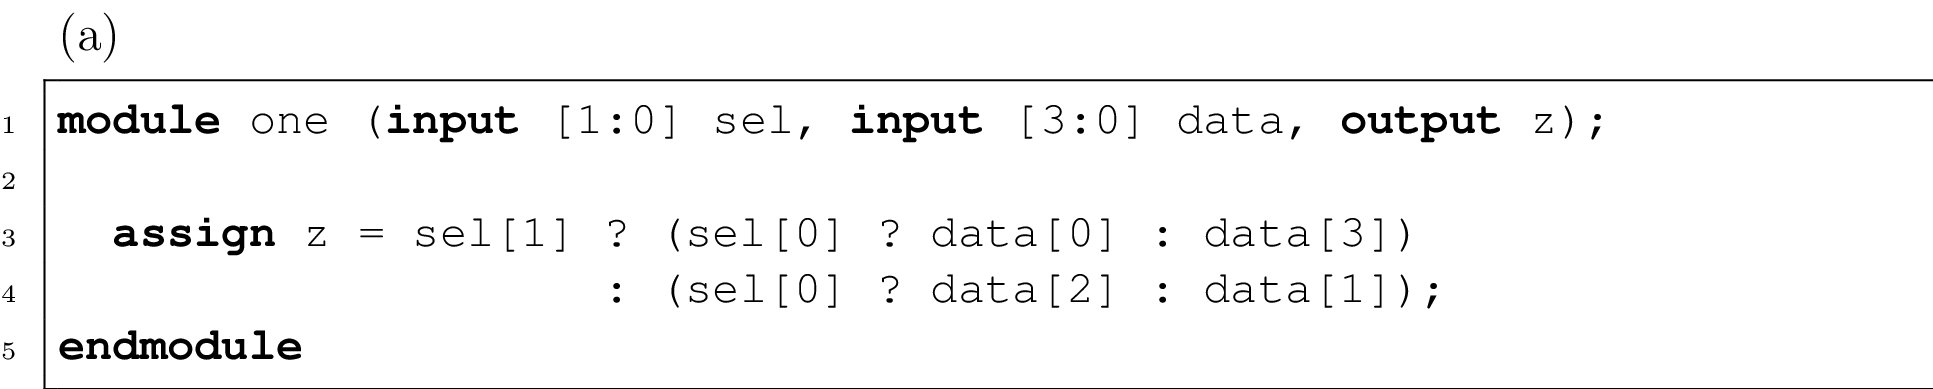 (a)
1 module one (input [1:0] sel, input [3:0] data, output z);
2
3 assign z = sel[1] ? (sel[0] ? data[0] : data[3])
4 : (sel[0] ? data[2] : data[1]);
5 endmodule